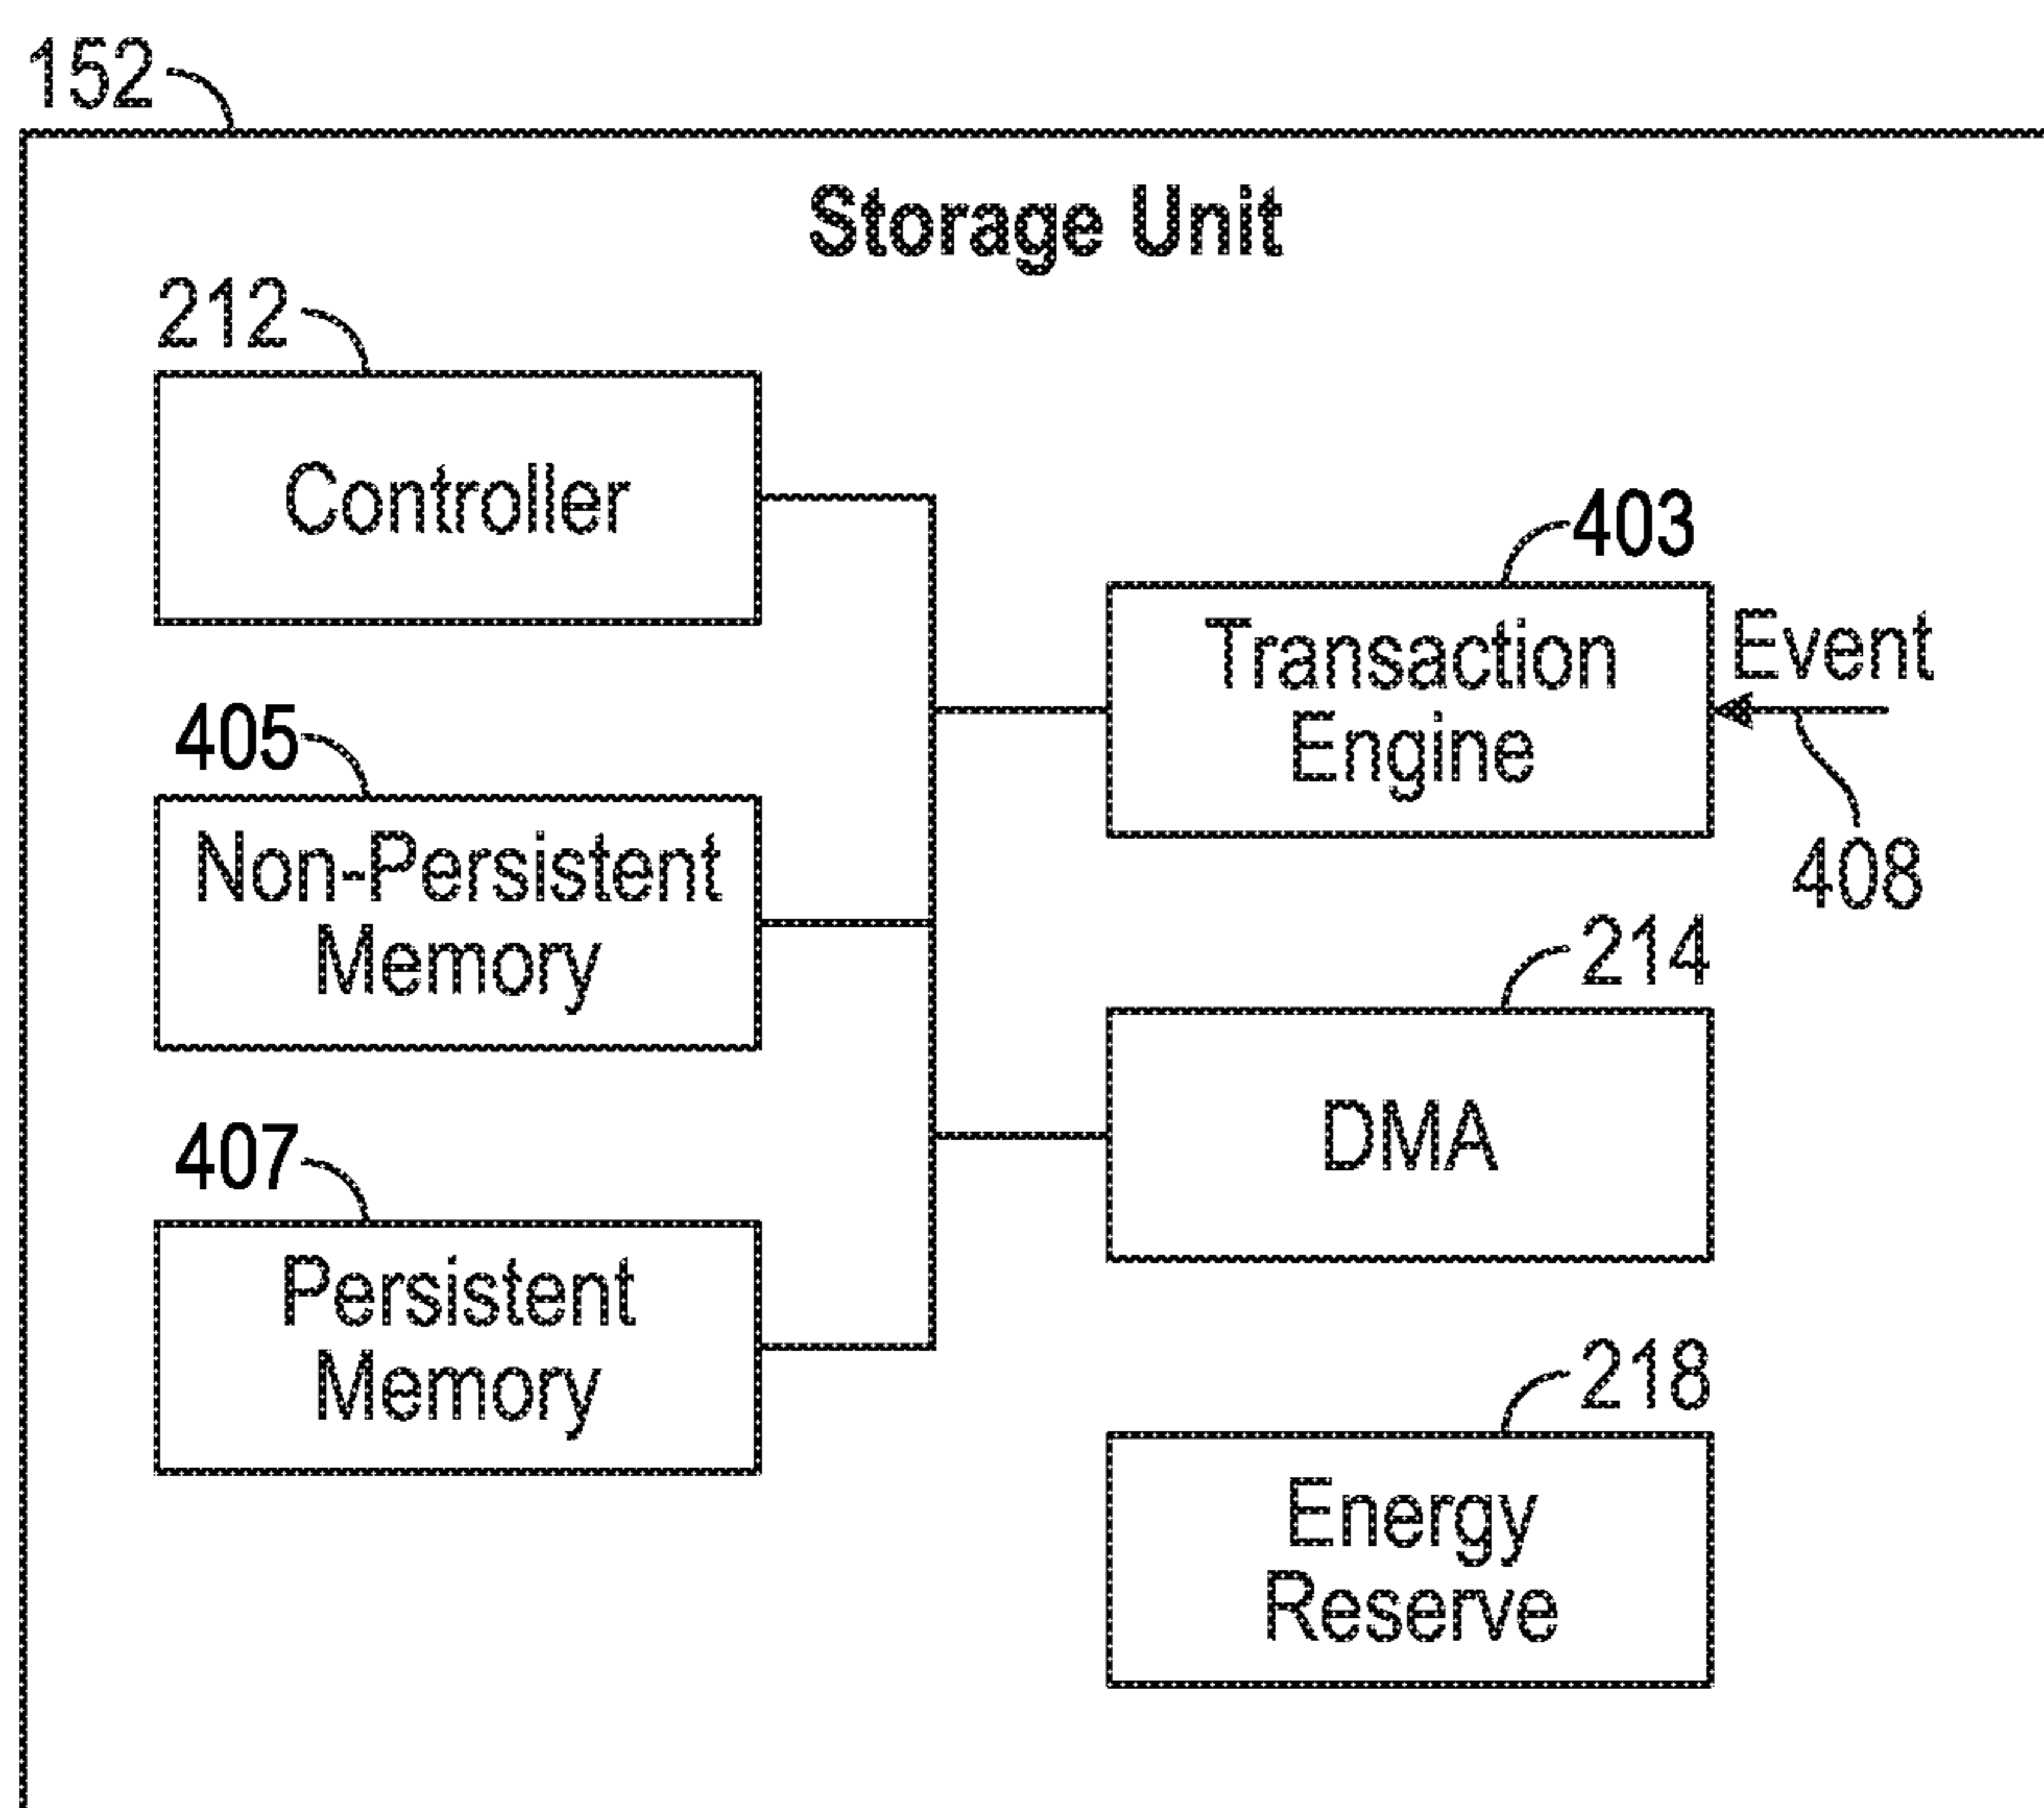 152
Storage Unit
212
Controller
403
Transaction
Engine
Event
408
405
Non-Persistent
Memory
214
DMA
407
Persistent
Memory
218
Energy
Reserve